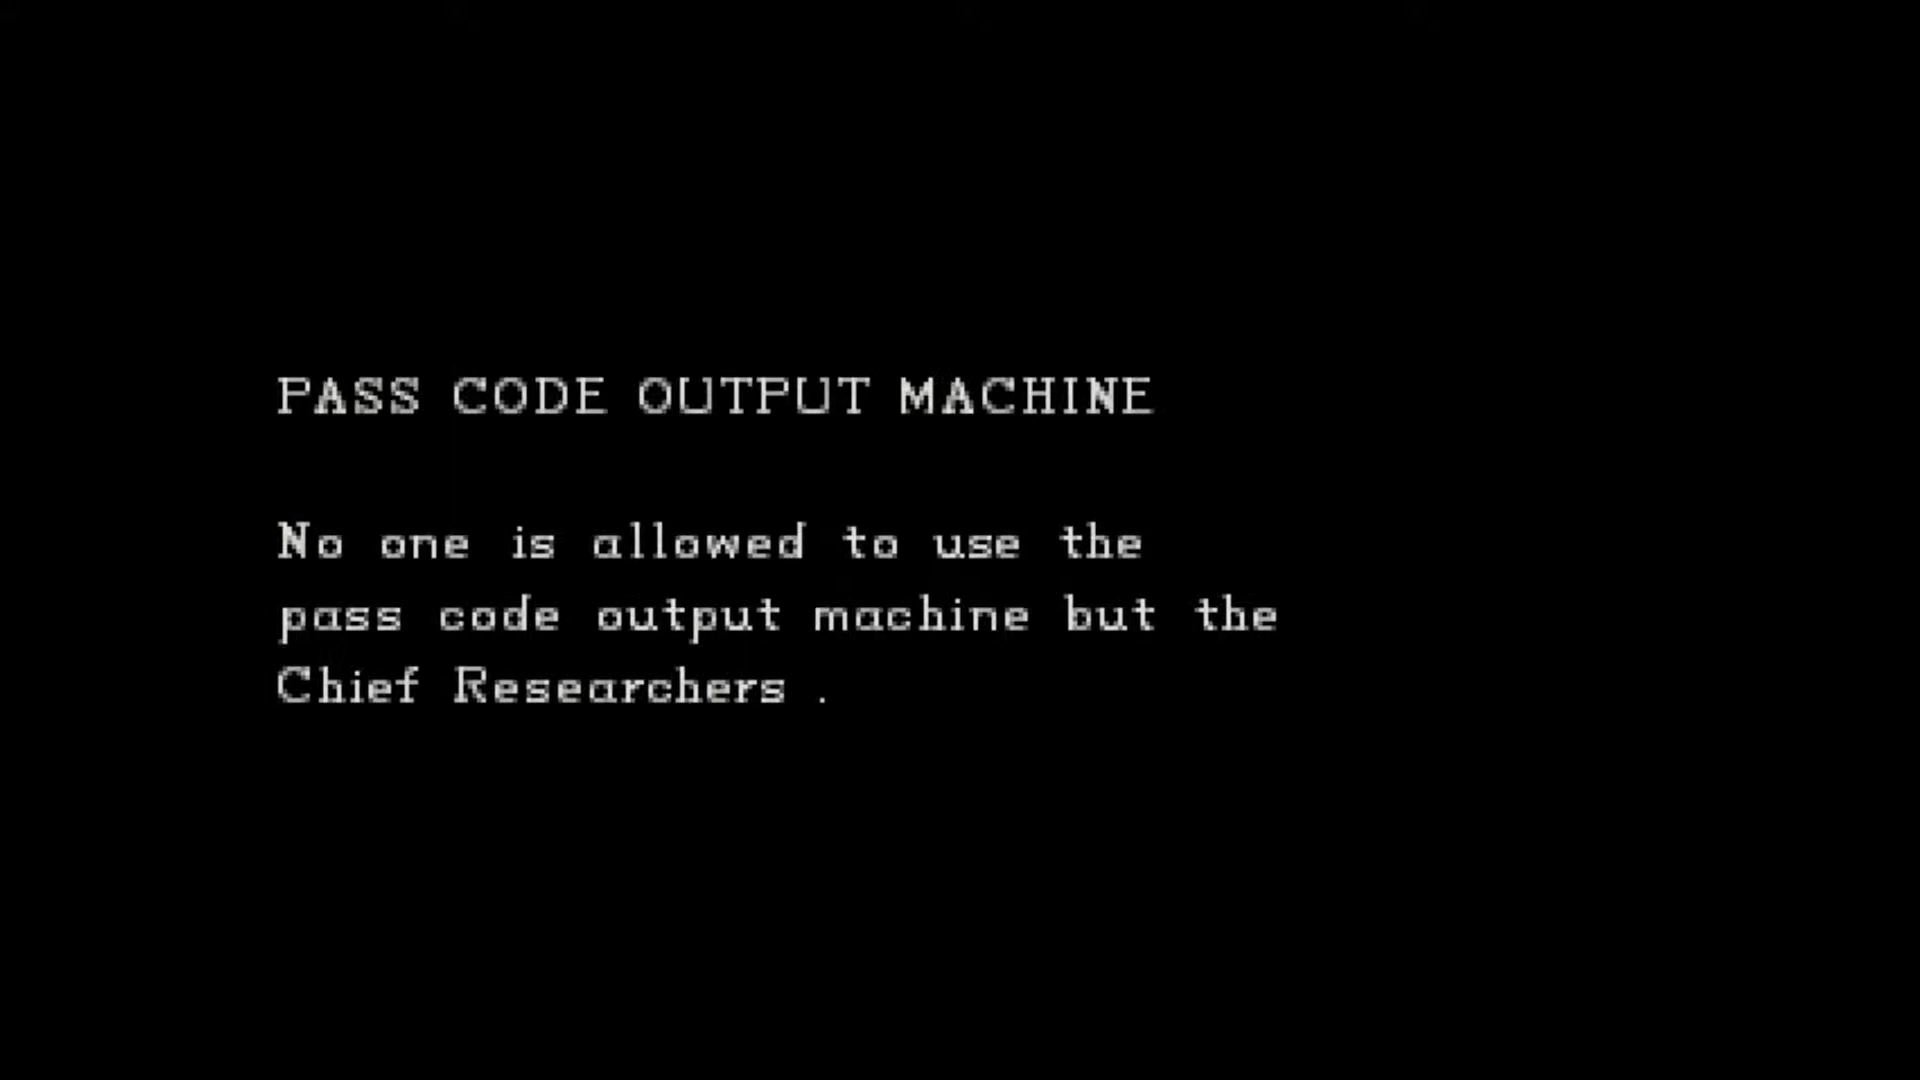 PASS CODE OUTPUT MACHINE
No one is allowed to use the
pass code output machine but the
Chief Researchers .